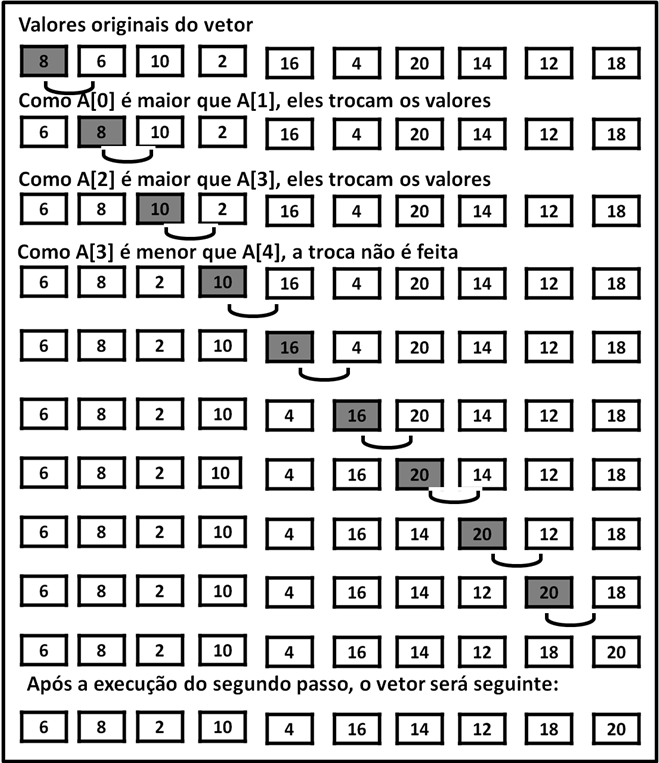 Valores originais do vetor
8 6 10 2 16 4 20 14 12 18
Como A[0] é maior que A[1], eles trocam os valores
6 8 10 2 16 4 20 14 12 18
Como A[2] é maior que A[3], eles trocam os valores
6 8 10 2 16 4 20 14 12 18
Como A[3] é menor que A[4], a troca não é feita
6 8 2 10 16 4 20 14 12 18
6 8 2 10 16 4 20 14 12 18
6 8 2 10 4 16 20 14 12 18
6 8 2 10 4 16 20 14 12 18
6 8 2 10 4 16 14 20 12 18
6 8 2 10 4 16 14 12 20 18
6 8 2 10 4 16 14 12 18 20
Após a execução do segundo passo, o vetor será seguinte:
6 8 2 10 4 16 14 12 18 20